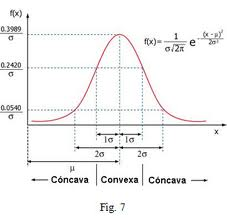 f(x)
f(x)= 1/(σ√2π) e^-(x - μ)²/2σ²
0.3989/σ
0.2420/σ
0.0540/σ
x
1σ 1σ
2σ 2σ
μ
Cóncava Convexa Cóncava
Fig. 7